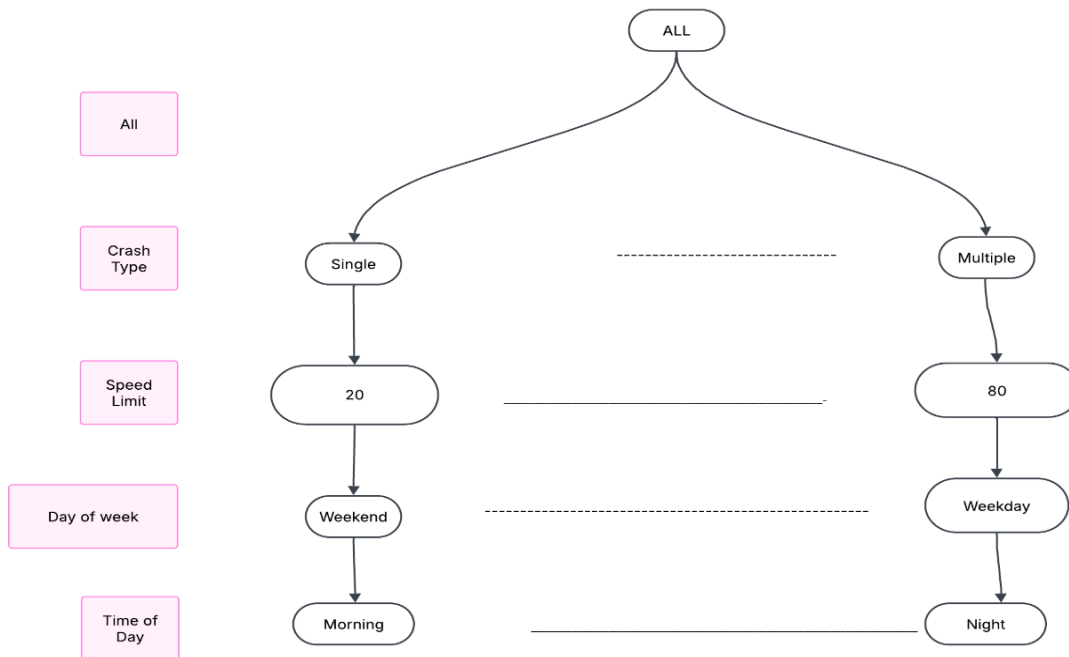 ALL
All
Crash
Type
Single
Multiple
Speed
Limit
20
80
Day of week
Weekend
Weekday
Time of
Day
Morning
Night